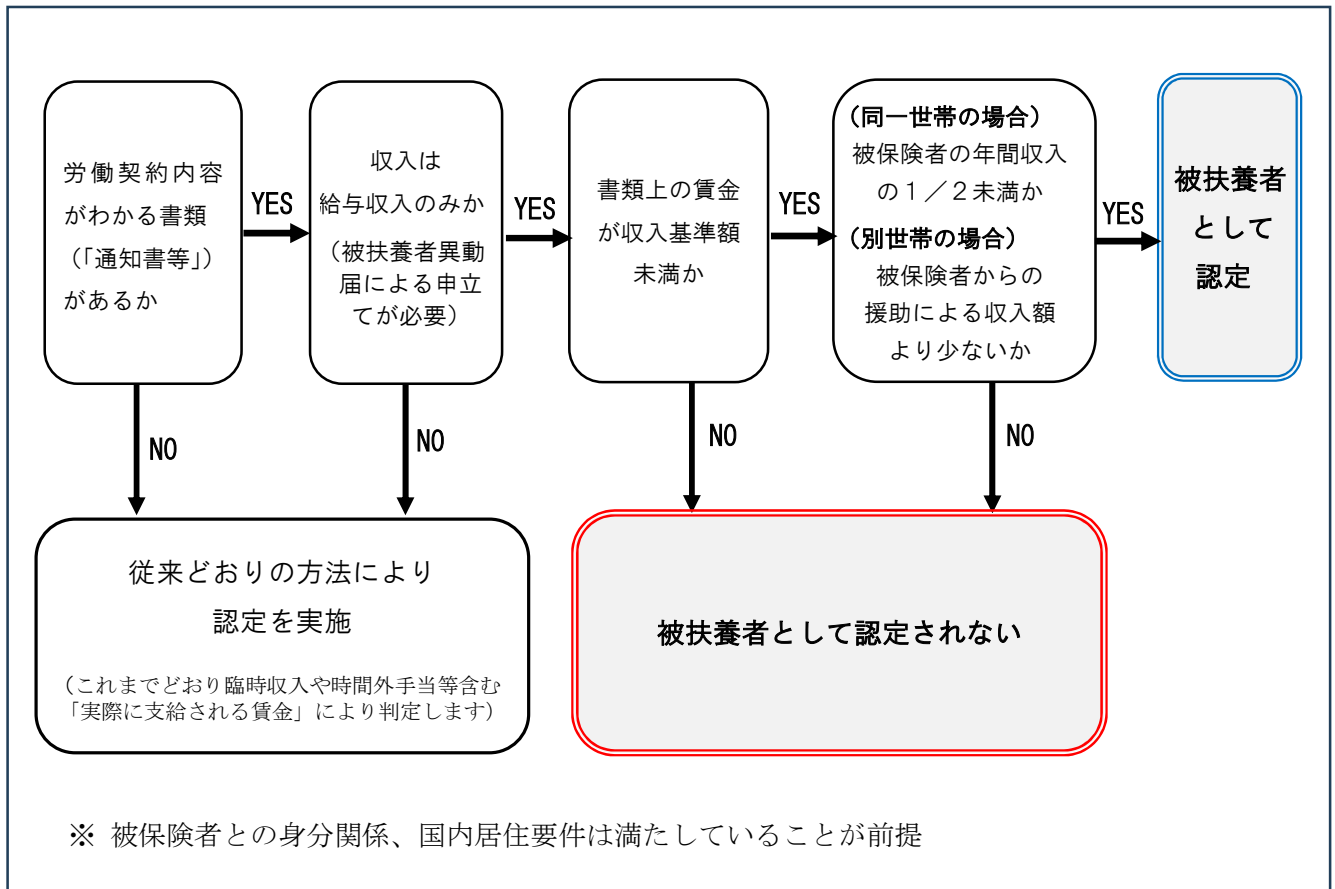 労働契約内容
がわかる書類
（「通知書等」）
があるか
YES
収入は
給与収入のみか
（被扶養者異動
届による申立
てが必要）
YES
書類上の賃金
が収入基準額
未満か
YES
（同一世帯の場合）
被保険者の年間収入
の１／２未満か
（別世帯の場合）
被保険者からの
援助による収入額
より少ないか
YES
被扶養者
として
認定
NO
NO
NO
NO
従来どおりの方法により
認定を実施
（これまでどおり臨時収入や時間外手当等含む
「実際に支給される賃金」により判定します）
被扶養者として認定されない
※ 被保険者との身分関係、国内居住要件は満たしていることが前提